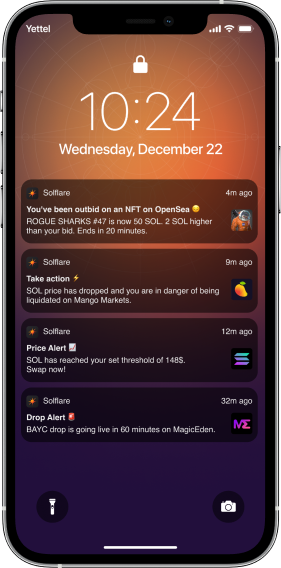 Yettel
10:24
Wednesday, December 22
Solflare 4m ago
You've been outbid on an NFT on OpenSea 😔
ROGUE SHARKS #47 is now 50 SOL. 2 SOL higher
than your bid. Ends in 20 minutes.
Solflare 9m ago
Take action ⚡
SOL price has dropped and you are in danger of being
liquidated on Mango Markets.
Solflare 12m ago
Price Alert 📈
SOL has reached your set threshold of 148$.
Swap now!
Solflare 32m ago
Drop Alert 🚨
BAYC drop is going live in 60 minutes on MagicEden.
ME